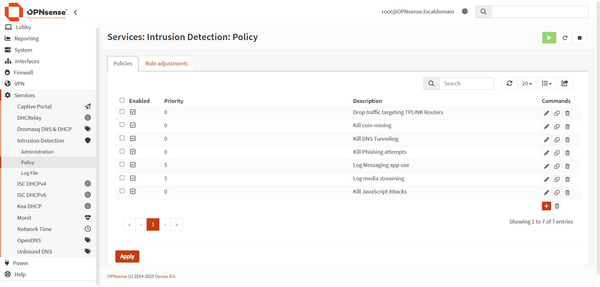 OPNsense
root@OPNsense.localdomain
Search
Lobby
Reporting
System
Interfaces
Firewall
VPN
Services
Captive Portal
DHCRelay
Dnsmasq DNS & DHCP
Intrusion Detection
Administration
Policy
Log File
ISC DHCPv4
ISC DHCPv6
Kea DHCP
Monit
Network Time
OpenDNS
Unbound DNS
Power
Help
Services: Intrusion Detection: Policy
Policies Rule adjustments
Search 20
Enabled Priority Description Commands
0 Drop traffic targeting TPLINK Routers
0 Kill coin-mining
0 Kill DNS Tunneling
0 Kill Phishing attempts
5 Log Messaging app use
5 Log media streaming
0 Kill JavaScript Attacks
« ‹ 1 › » Showing 1 to 7 of 7 entries
Apply
OPNsense (c) 2014-2025 Deciso B.V.